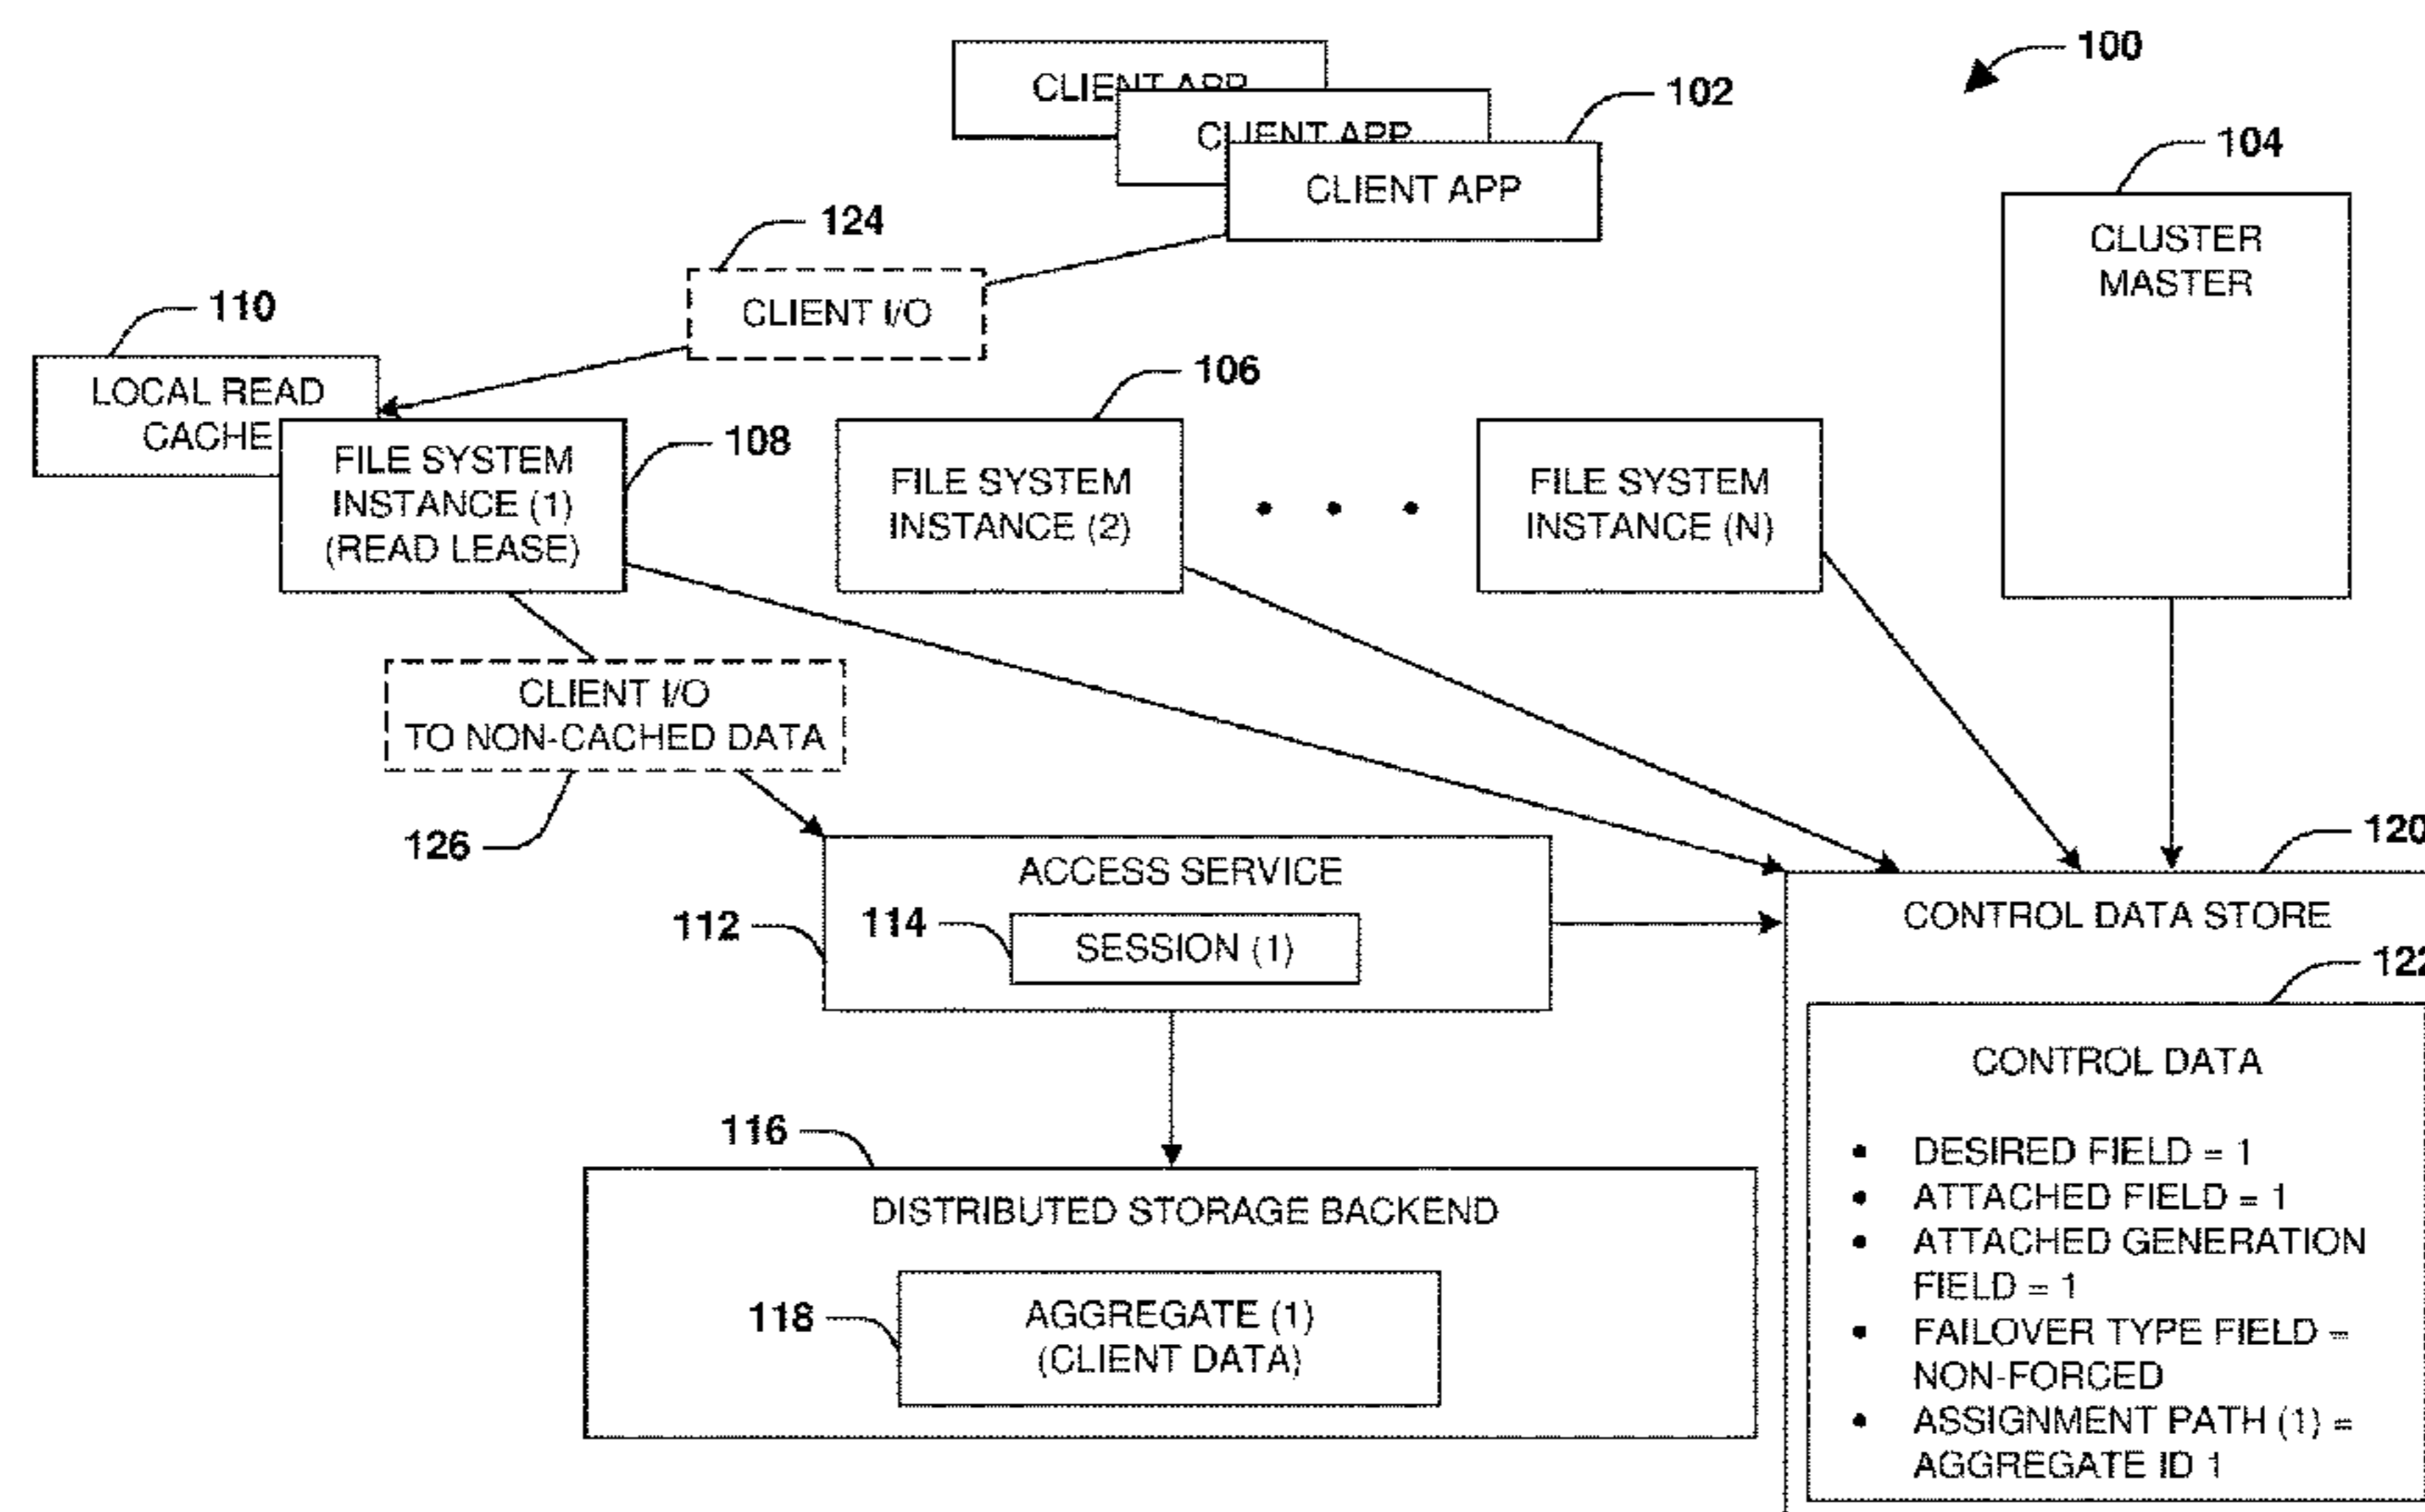 100
CLIENT APP
CLIENT APP
102
CLIENT APP
104
CLUSTER
MASTER
124
CLIENT I/O
110
LOCAL READ
CACHE
106
108
FILE SYSTEM
INSTANCE (1)
(READ LEASE)
FILE SYSTEM
INSTANCE (2)
• • •
FILE SYSTEM
INSTANCE (N)
CLIENT I/O
TO NON-CACHED DATA
126
120
ACCESS SERVICE
112
114
SESSION (1)
CONTROL DATA STORE
122
CONTROL DATA
• DESIRED FIELD = 1
• ATTACHED FIELD = 1
• ATTACHED GENERATION
FIELD = 1
• FAILOVER TYPE FIELD =
NON-FORCED
• ASSIGNMENT PATH (1) =
AGGREGATE ID 1
116
DISTRIBUTED STORAGE BACKEND
118
AGGREGATE (1)
(CLIENT DATA)